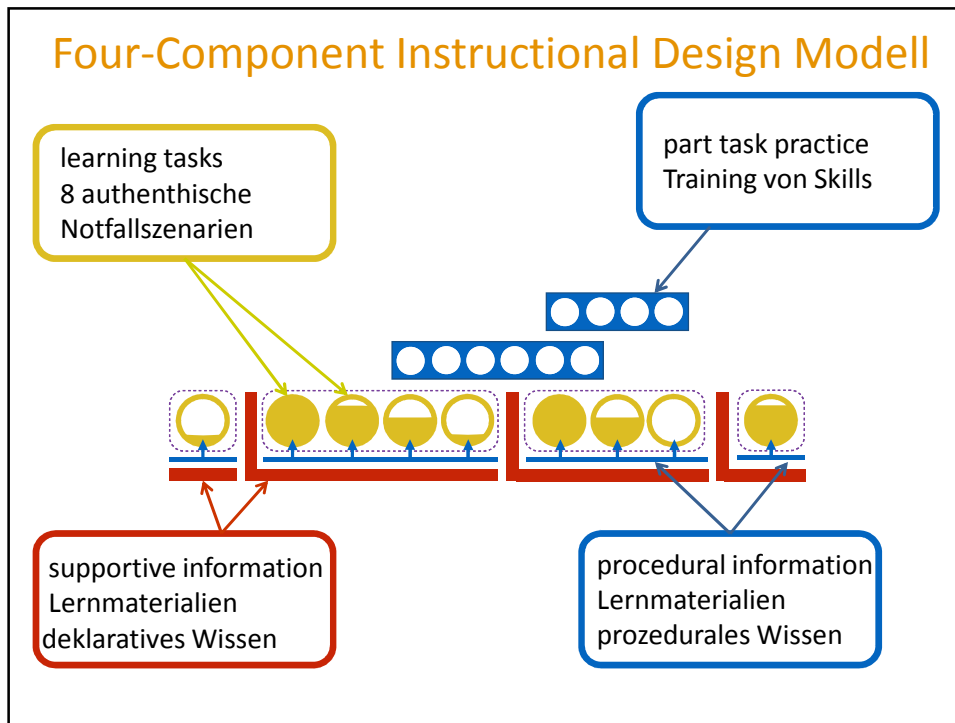 Four-Component Instructional Design Modell
learning tasks
8 authenthische
Notfallszenarien
part task practice
Training von Skills
supportive information
Lernmaterialien
deklaratives Wissen
procedural information
Lernmaterialien
prozedurales Wissen